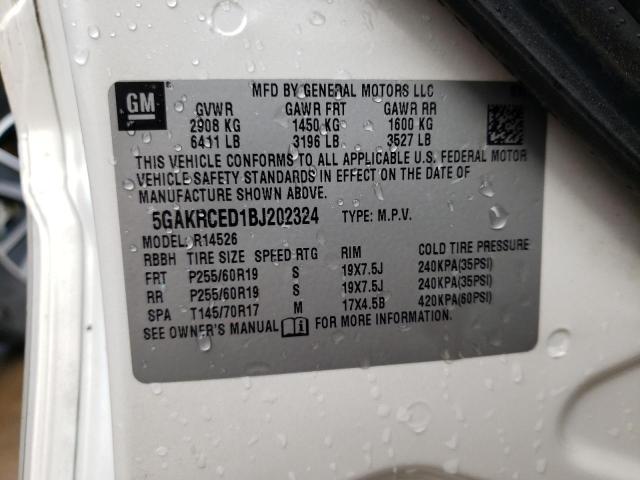 GM
MFD BY GENERAL MOTORS LLC
GVWR GAWR FRT GAWR RR
2908 KG 1450 KG 1600 KG
6411 LB 3196 LB 3527 LB
THIS VEHICLE CONFORMS TO ALL APPLICABLE U.S. FEDERAL MOTOR
VEHICLE SAFETY STANDARDS IN EFFECT ON THE DATE OF
MANUFACTURE SHOWN ABOVE.
5GAKRCED1BJ202324 TYPE: M.P.V.
MODEL: R14526
RBBH TIRE SIZE SPEED RTG RIM COLD TIRE PRESSURE
FRT P255/60R19 S 19X7.5J 240KPA(35PSI)
RR P255/60R19 S 19X7.5J 240KPA(35PSI)
SPA T145/70R17 M 17X4.5B 420KPA(60PSI)
SEE OWNER'S MANUAL FOR MORE INFORMATION.